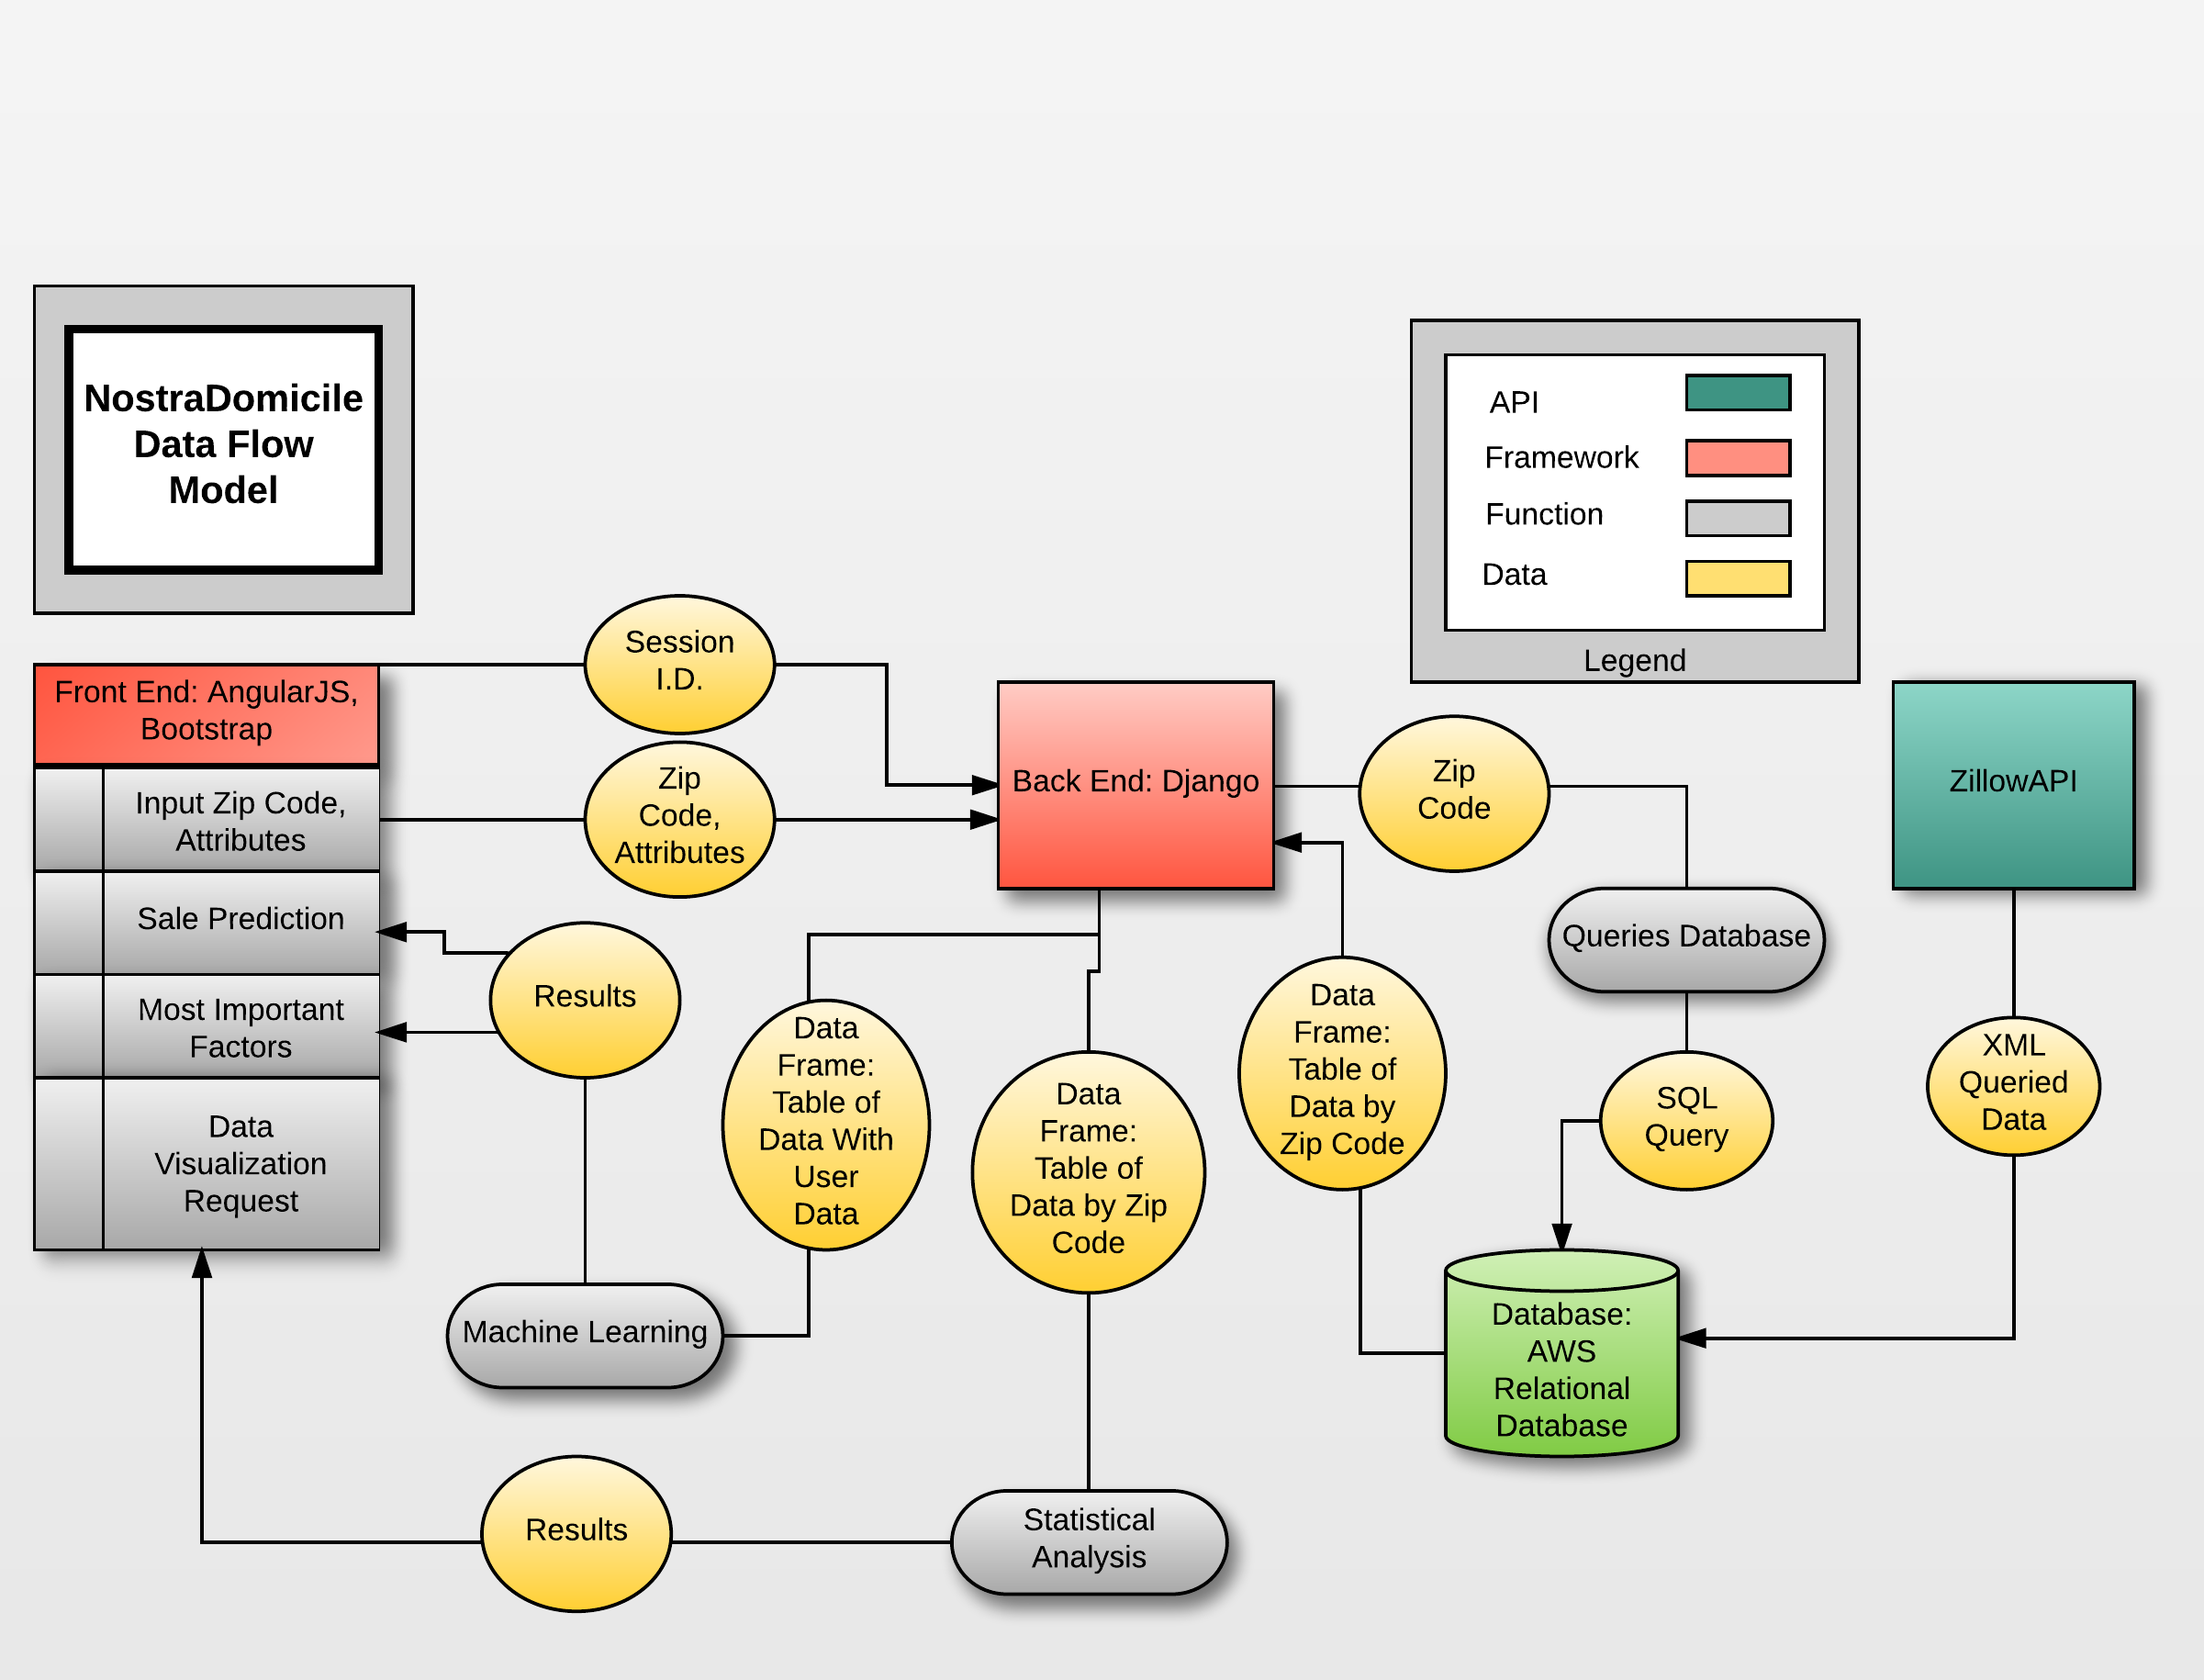 NostraDomicile
Data Flow
Model
API
Framework
Function
Data
Legend
Front End: AngularJS,
Bootstrap
Input Zip Code,
Attributes
Sale Prediction
Most Important
Factors
Data
Visualization
Request
Session
I.D.
Zip
Code,
Attributes
Results
Machine Learning
Results
Data
Frame:
Table of
Data With
User
Data
Back End: Django
Data
Frame:
Table of
Data by Zip
Code
Statistical
Analysis
Data
Frame:
Table of
Data by
Zip Code
Zip
Code
Queries Database
SQL
Query
Database:
AWS
Relational
Database
ZillowAPI
XML
Queried
Data